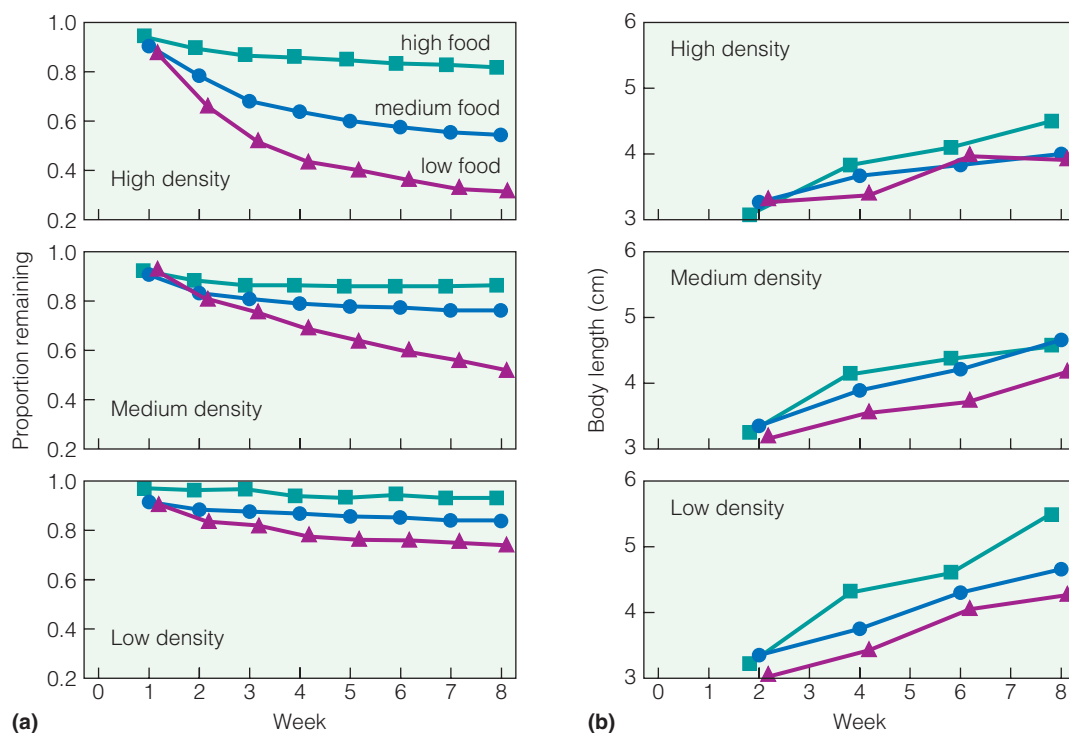 1.0
0.8
0.6
0.4
0.2
high food
medium food
low food
High density
1.0
0.8
0.6
0.4
0.2
Medium density
1.0
0.8
0.6
0.4
0.2
Low density
0 1 2 3 4 5 6 7 8
Proportion remaining
Week
(a)
6
5
4
3
High density
6
5
4
3
Medium density
6
5
4
3
Low density
0 1 2 4 6 8
Body length (cm)
Week
(b)